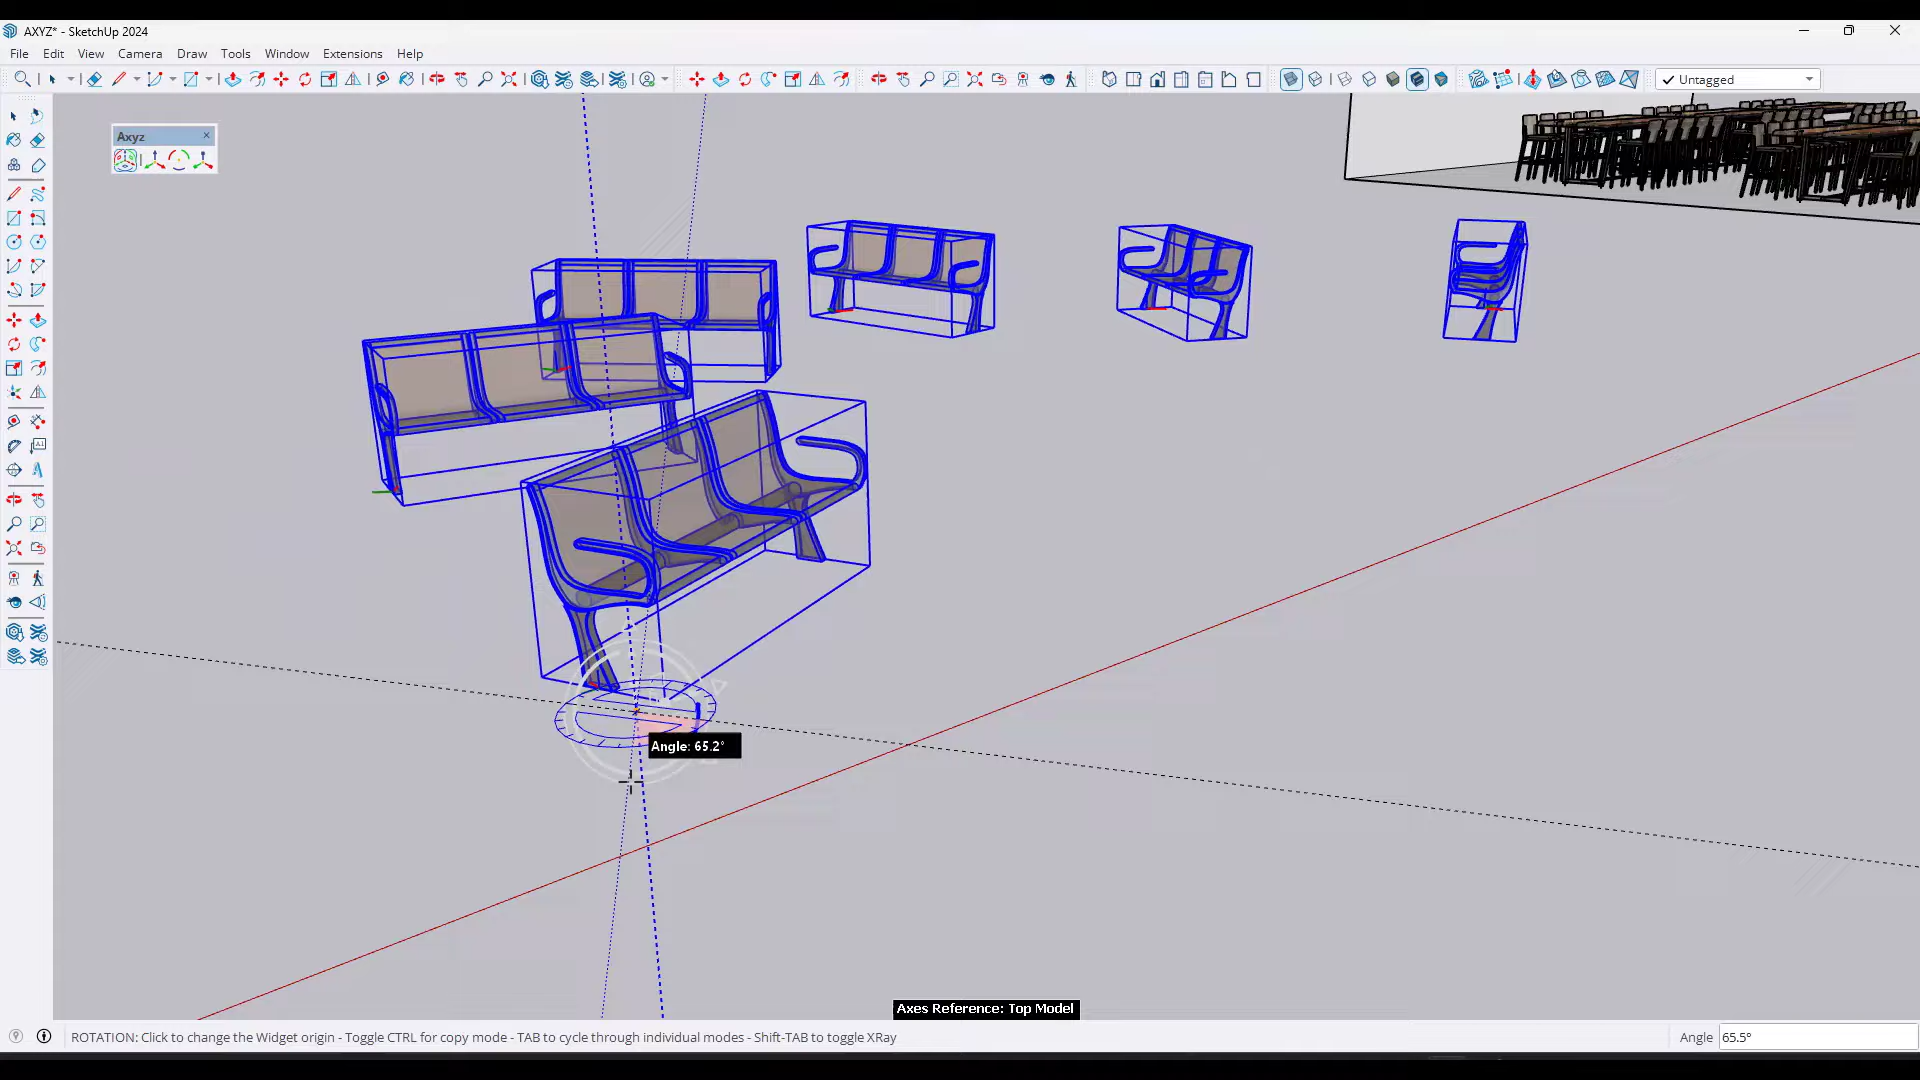 AXYZ* - SketchUp 2024
File Edit View Camera Draw Tools Window Extensions Help
Untagged
Axyz
Angle: 65.2°
Axes Reference: Top Model
ROTATION: Click to change the Widget origin - Toggle CTRL for copy mode - TAB to cycle through individual modes - Shift-TAB to toggle XRay
Angle 65.5°